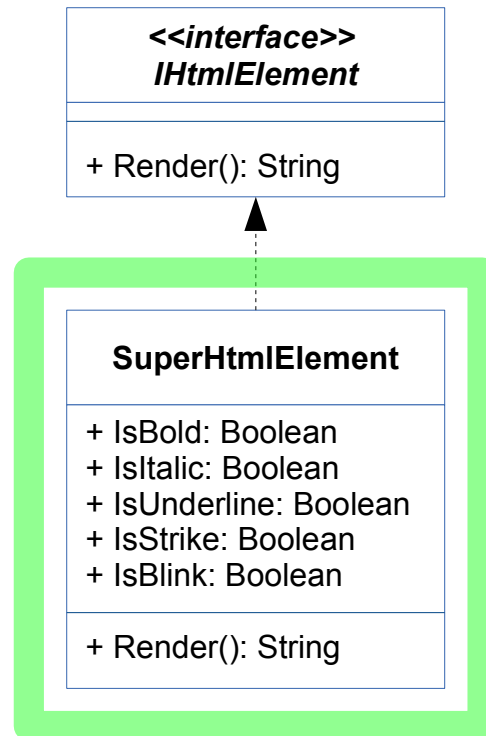 <<interface>>
IHtmlElement
+ Render(): String
SuperHtmlElement
+ IsBold: Boolean
+ IsItalic: Boolean
+ IsUnderline: Boolean
+ IsStrike: Boolean
+ IsBlink: Boolean
+ Render(): String